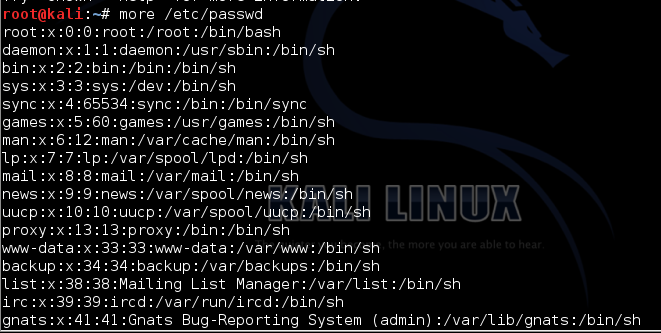 root@kali:~# more /etc/passwd
root:x:0:0:root:/root:/bin/bash
daemon:x:1:1:daemon:/usr/sbin:/bin/sh
bin:x:2:2:bin:/bin:/bin/sh
sys:x:3:3:sys:/dev:/bin/sh
sync:x:4:65534:sync:/bin:/bin/sync
games:x:5:60:games:/usr/games:/bin/sh
man:x:6:12:man:/var/cache/man:/bin/sh
lp:x:7:7:lp:/var/spool/lpd:/bin/sh
mail:x:8:8:mail:/var/mail:/bin/sh
news:x:9:9:news:/var/spool/news:/bin/sh
uucp:x:10:10:uucp:/var/spool/uucp:/bin/sh
proxy:x:13:13:proxy:/bin:/bin/sh
www-data:x:33:33:www-data:/var/www:/bin/sh
backup:x:34:34:backup:/var/backups:/bin/sh
list:x:38:38:Mailing List Manager:/var/list:/bin/sh
irc:x:39:39:ircd:/var/run/ircd:/bin/sh
gnats:x:41:41:Gnats Bug-Reporting System (admin):/var/lib/gnats:/bin/sh
KALI LINUX
, the more you are able to hear.